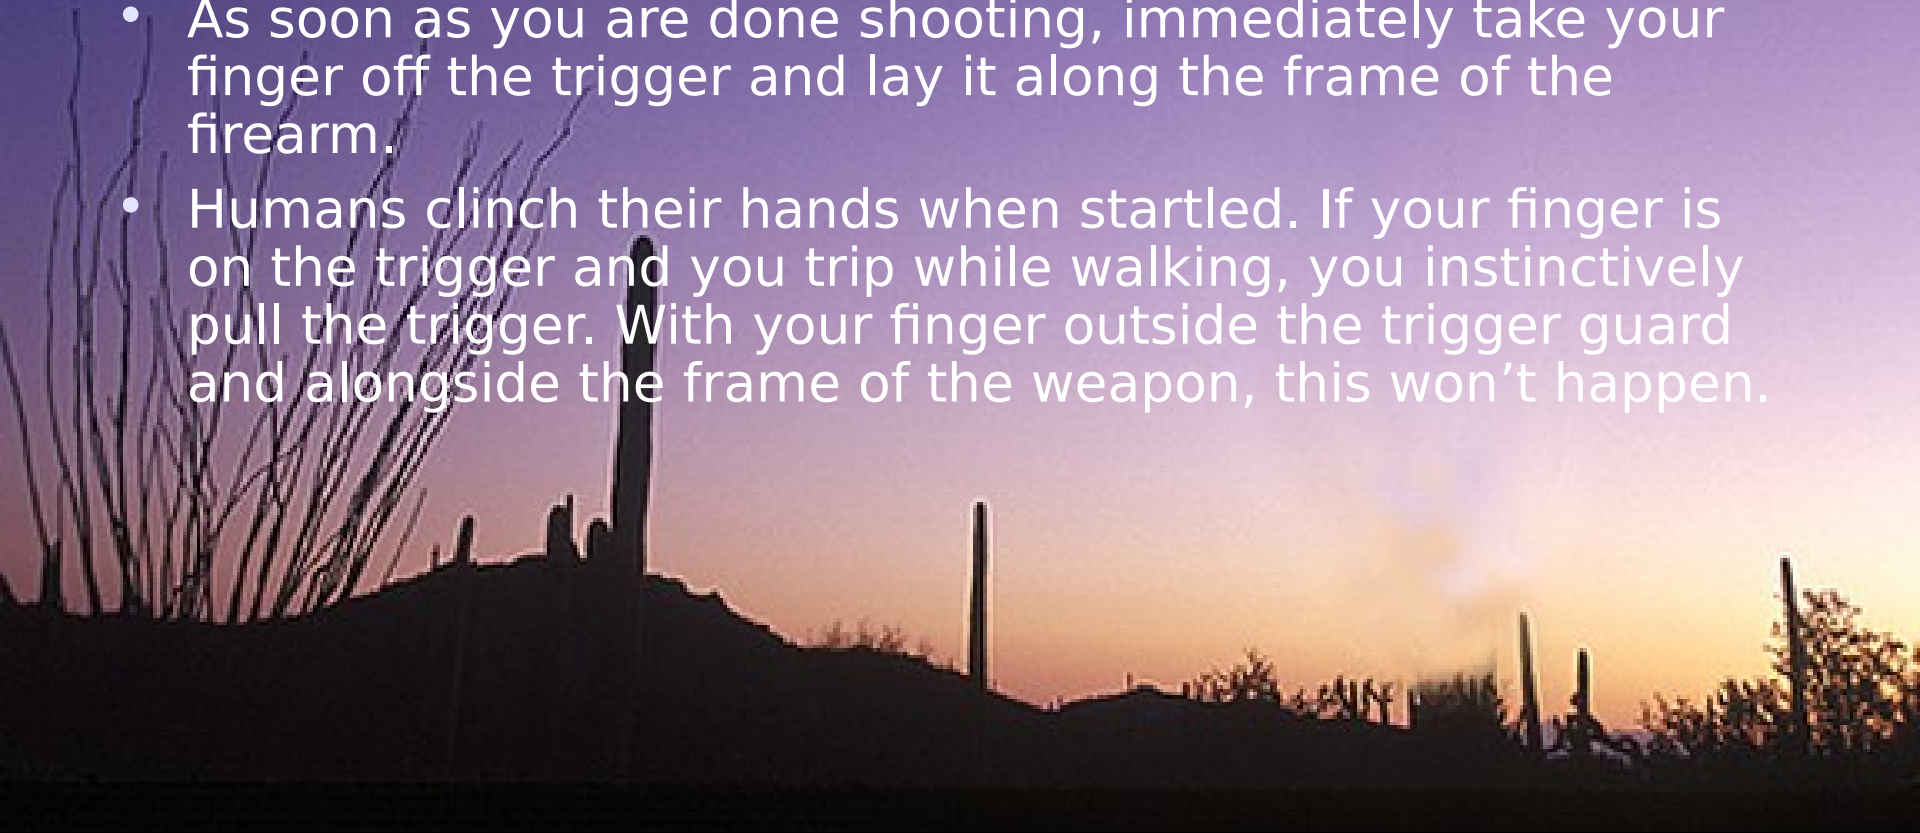 • As soon as you are done shooting, immediately take your
finger off the trigger and lay it along the frame of the
firearm.
• Humans clinch their hands when startled. If your finger is
on the trigger and you trip while walking, you instinctively
pull the trigger. With your finger outside the trigger guard
and alongside the frame of the weapon, this won’t happen.